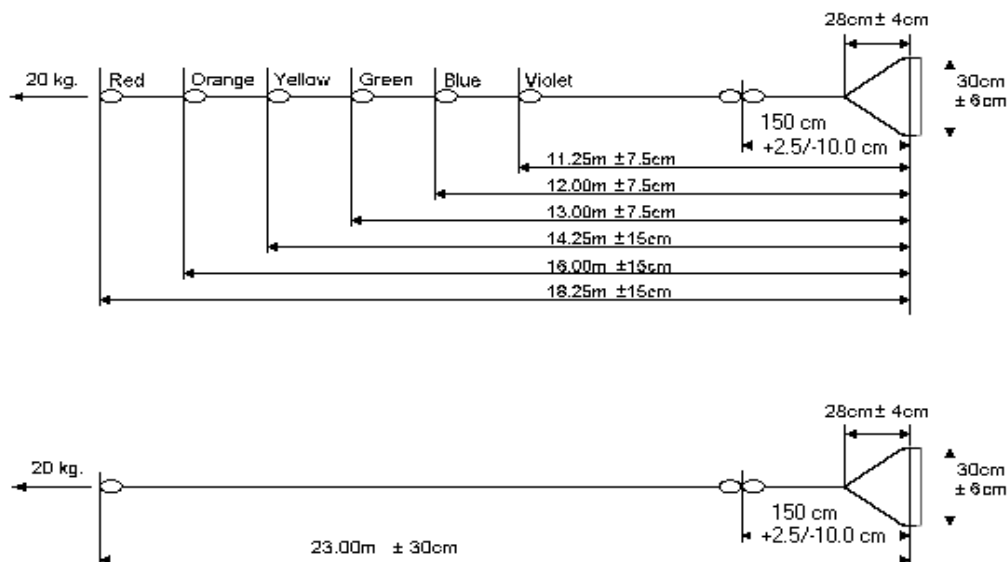 28cm± 4cm
20 kg. Red Orange Yellow Green Blue Violet
30cm
± 6cm
150 cm
+2.5/-10.0 cm
11.25m ±7.5cm
12.00m ±7.5cm
13.00m ±7.5cm
14.25m ±15cm
16.00m ±15cm
18.25m ±15cm
28cm± 4cm
20 kg.
30cm
± 6cm
150 cm
+2.5/-10.0 cm
23.00m ± 30cm